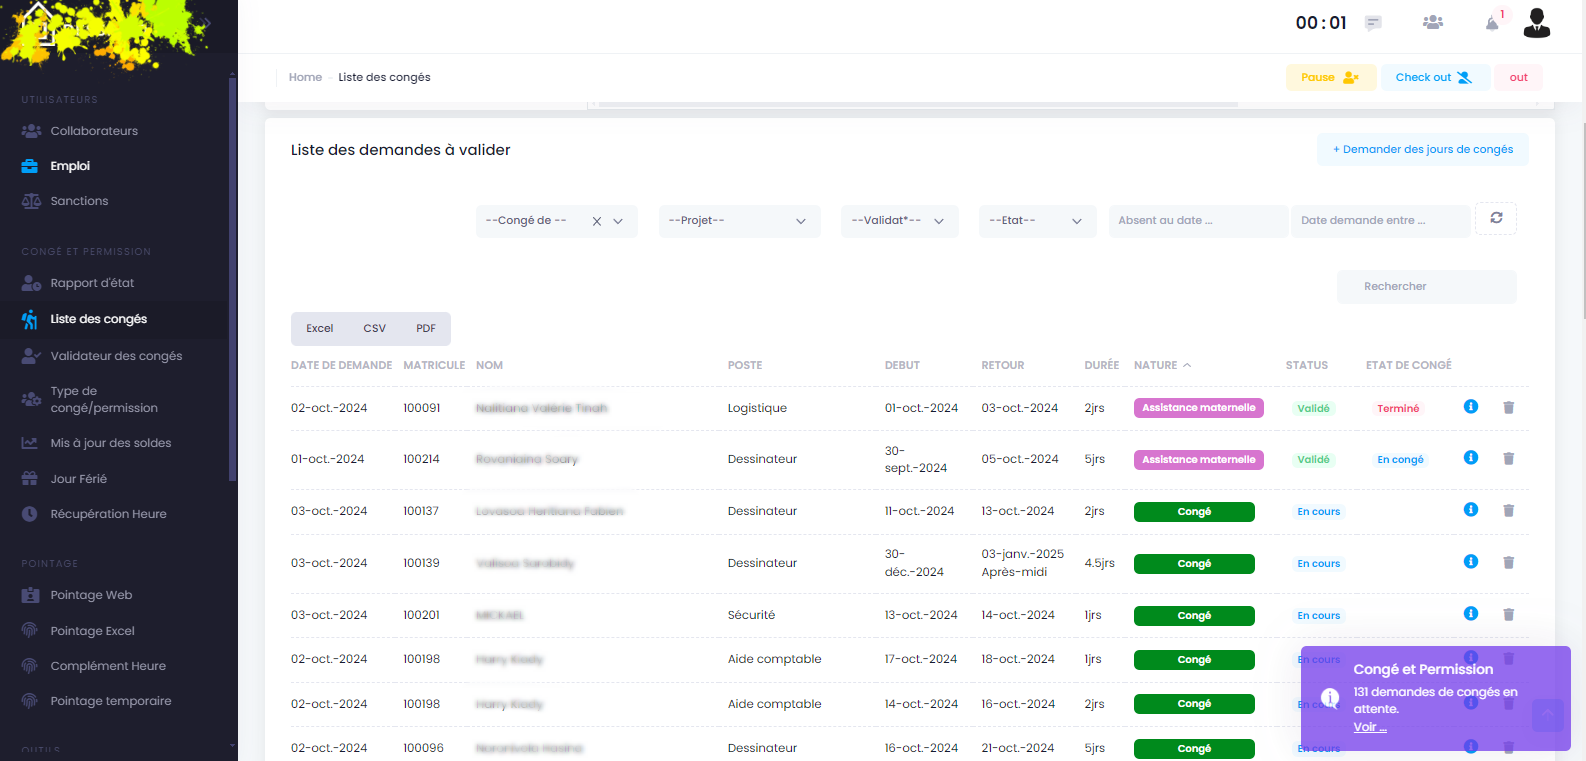 00 : 01
1
Home - Liste des congés
Pause
Check out
out
UTILISATEURS
Collaborateurs
Emploi
Sanctions
CONGÉ ET PERMISSION
Rapport d'état
Liste des congés
Validateur des congés
Type de
congé/permission
Mis à jour des soldes
Jour Férié
Récupération Heure
POINTAGE
Pointage Web
Pointage Excel
Complément Heure
Pointage temporaire
OUTILS
Liste des demandes à valider
+ Demander des jours de congés
--Congé de --
--Projet--
--Validat*--
--Etat--
Absent au date ...
Date demande entre ...
Rechercher
Excel CSV PDF
DATE DE DEMANDE MATRICULE NOM POSTE DEBUT RETOUR DURÉE NATURE STATUS ETAT DE CONGÉ
02-oct.-2024 100091 Logistique 01-oct.-2024 03-oct.-2024 2jrs Assistance maternelle Validé Terminé
01-oct.-2024 100214 Dessinateur 30-sept.-2024 05-oct.-2024 5jrs Assistance maternelle Validé En congé
03-oct.-2024 100137 Dessinateur 11-oct.-2024 13-oct.-2024 2jrs Congé En cours
03-oct.-2024 100139 Dessinateur 30-déc.-2024 03-janv.-2025 Après-midi 4.5jrs Congé En cours
03-oct.-2024 100201 MICKAEL Sécurité 13-oct.-2024 14-oct.-2024 1jrs Congé En cours
02-oct.-2024 100198 Aide comptable 17-oct.-2024 18-oct.-2024 1jrs Congé En cours
02-oct.-2024 100198 Aide comptable 14-oct.-2024 16-oct.-2024 2jrs Congé En cours
02-oct.-2024 100096 Dessinateur 16-oct.-2024 21-oct.-2024 5jrs Congé En cours
Congé et Permission
131 demandes de congés en
attente.
Voir ...